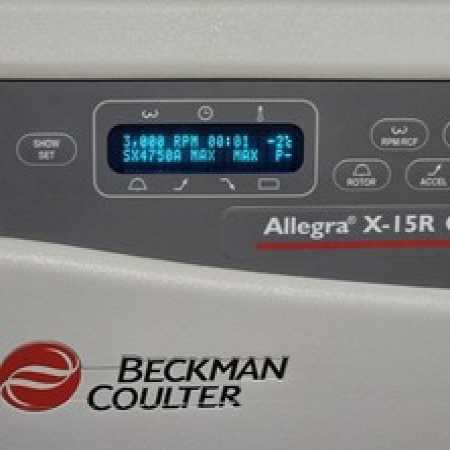 SHOW
SET
3,000 RPM 00:01 -2%
SX4750A MAX MAX P-
RPM/RCF
ROTOR
ACCEL
Allegra® X-15R
BECKMAN
COULTER